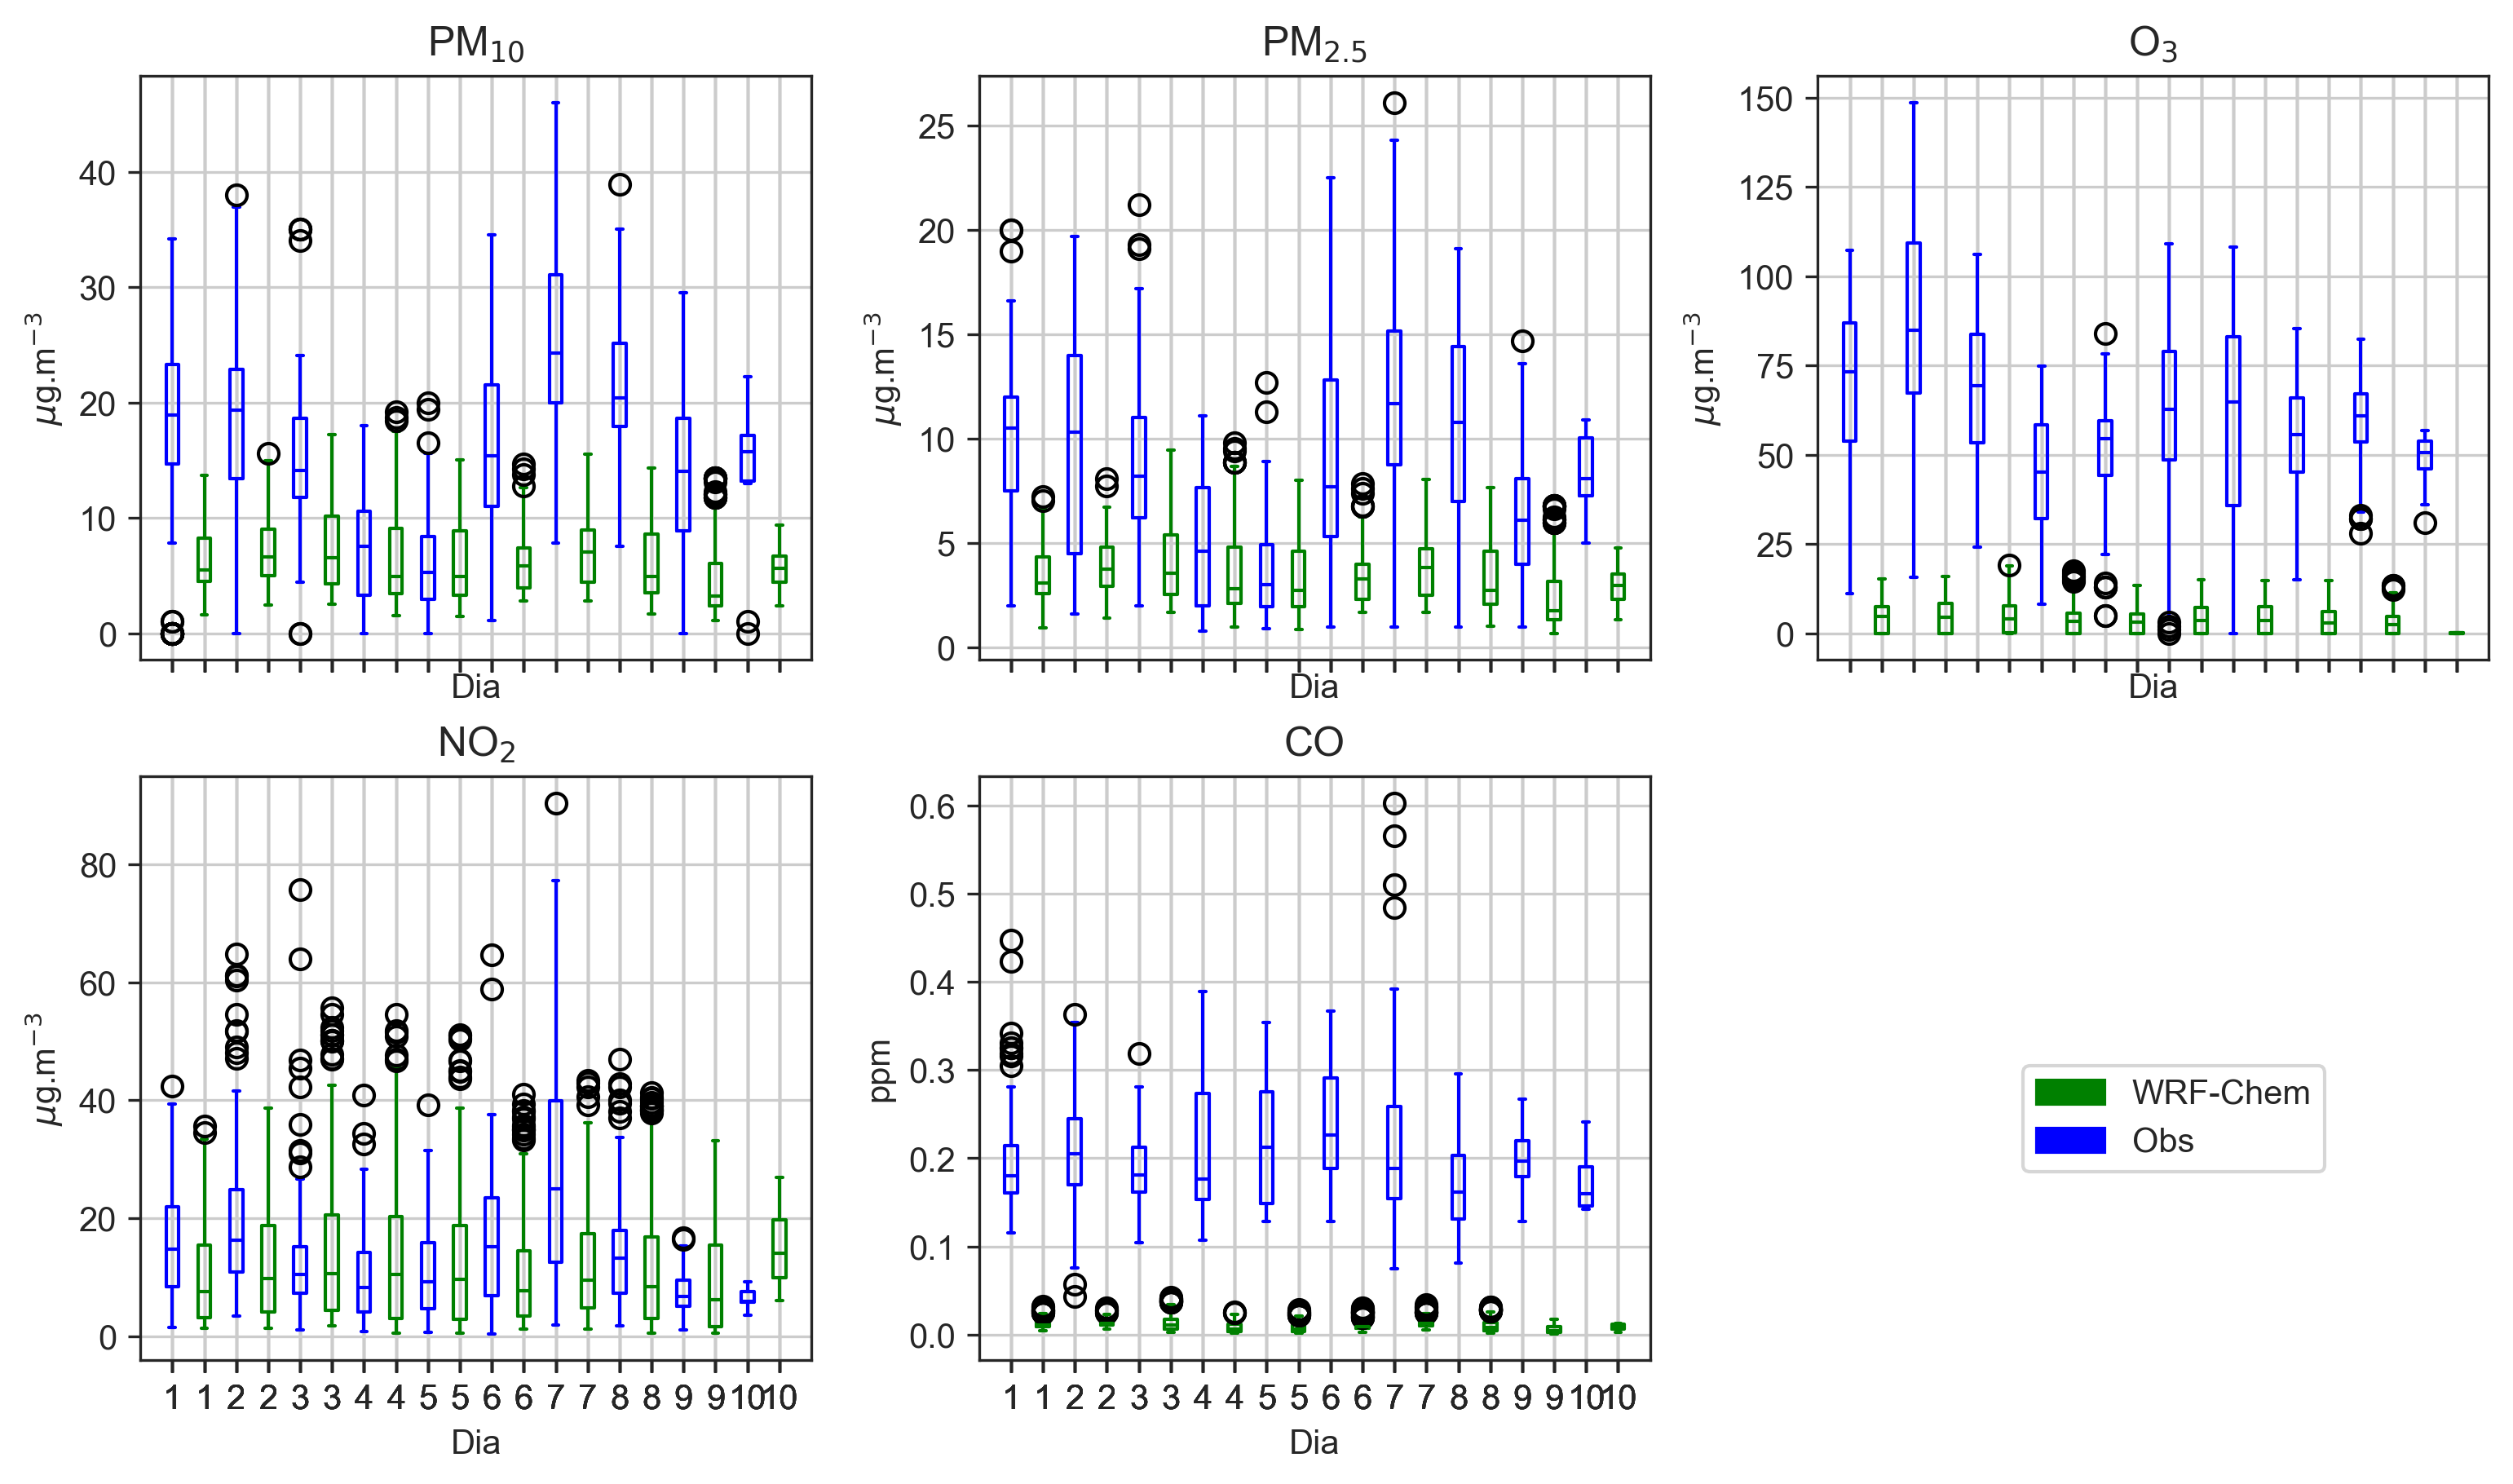 PM₁₀
μg.m⁻³
40
30
20
10
0
Dia
PM₂.₅
μg.m⁻³
25
20
15
10
5
0
Dia
O₃
μg.m⁻³
150
125
100
75
50
25
0
Dia
NO₂
μg.m⁻³
80
60
40
20
0
1 1 2 2 3 3 4 4 5 5 6 6 7 7 8 8 9 9 10 10
Dia
CO
ppm
0.6
0.5
0.4
0.3
0.2
0.1
0.0
1 1 2 2 3 3 4 4 5 5 6 6 7 7 8 8 9 9 10 10
Dia
WRF-Chem
Obs